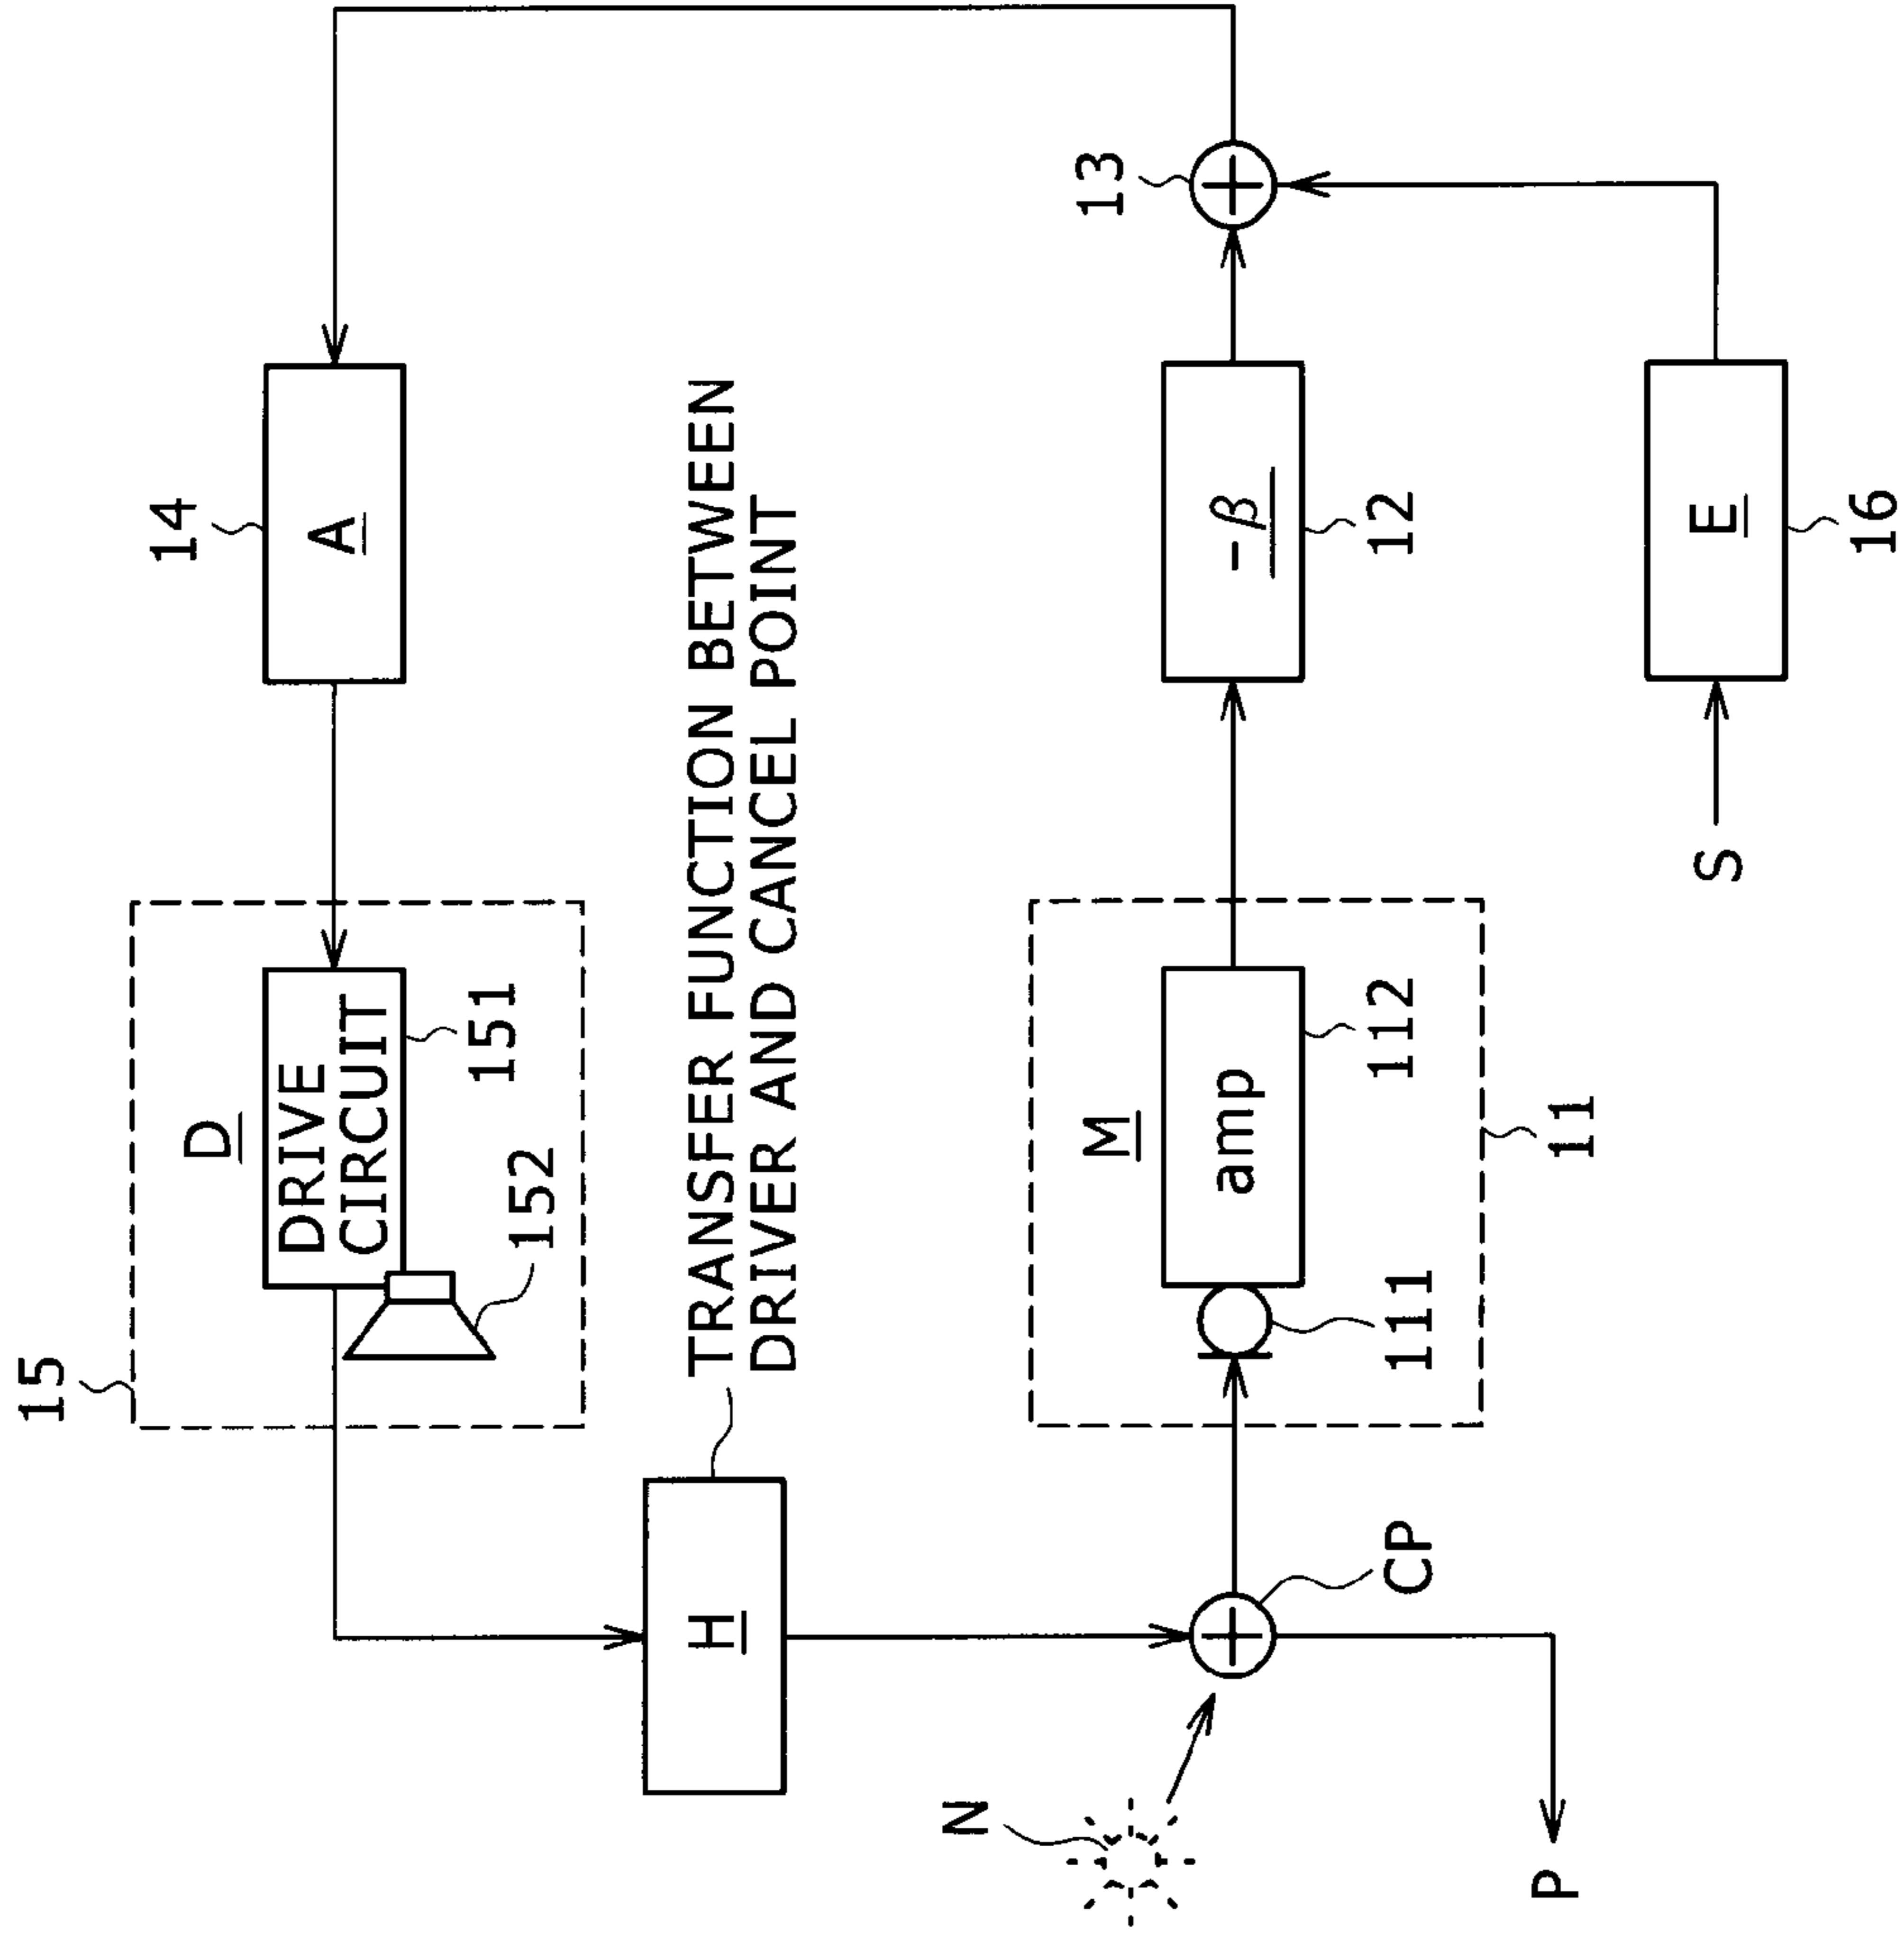 15
14
D
DRIVE
CIRCUIT
A
151
152
H
TRANSFER FUNCTION BETWEEN
DRIVER AND CANCEL POINT
N
M
13
amp
-β
CP
111
112
12
P
11
S
E
16